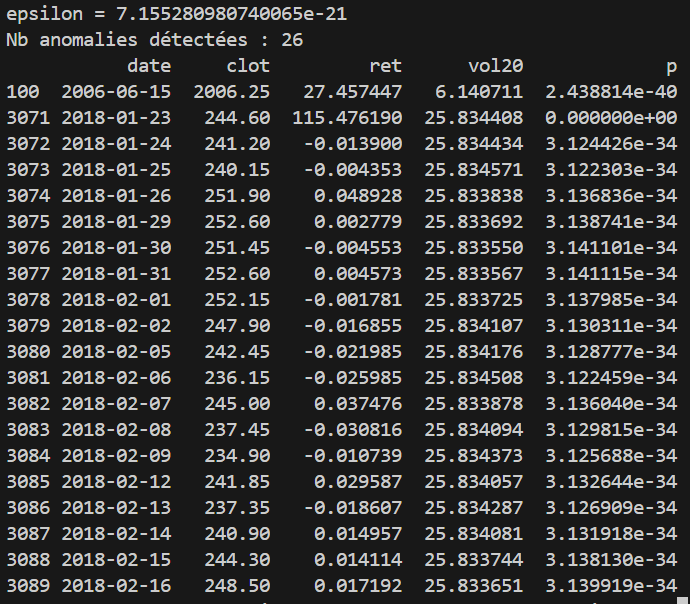 epsilon = 7.155280980740065e-21
Nb anomalies détectées : 26
date clot ret vol20 p
100 2006-06-15 2006.25 27.457447 6.140711 2.438814e-40
3071 2018-01-23 244.60 115.476190 25.834408 0.000000e+00
3072 2018-01-24 241.20 -0.013900 25.834434 3.124426e-34
3073 2018-01-25 240.15 -0.004353 25.834571 3.122303e-34
3074 2018-01-26 251.90 0.048928 25.833838 3.136836e-34
3075 2018-01-29 252.60 0.002779 25.833692 3.138741e-34
3076 2018-01-30 251.45 -0.004553 25.833550 3.141101e-34
3077 2018-01-31 252.60 0.004573 25.833567 3.141115e-34
3078 2018-02-01 252.15 -0.001781 25.833725 3.137985e-34
3079 2018-02-02 247.90 -0.016855 25.834107 3.130311e-34
3080 2018-02-05 242.45 -0.021985 25.834176 3.128777e-34
3081 2018-02-06 236.15 -0.025985 25.834508 3.122459e-34
3082 2018-02-07 245.00 0.037476 25.833878 3.136040e-34
3083 2018-02-08 237.45 -0.030816 25.834094 3.129815e-34
3084 2018-02-09 234.90 -0.010739 25.834373 3.125688e-34
3085 2018-02-12 241.85 0.029587 25.834057 3.132644e-34
3086 2018-02-13 237.35 -0.018607 25.834287 3.126909e-34
3087 2018-02-14 240.90 0.014957 25.834081 3.131918e-34
3088 2018-02-15 244.30 0.014114 25.833744 3.138130e-34
3089 2018-02-16 248.50 0.017192 25.833651 3.139919e-34